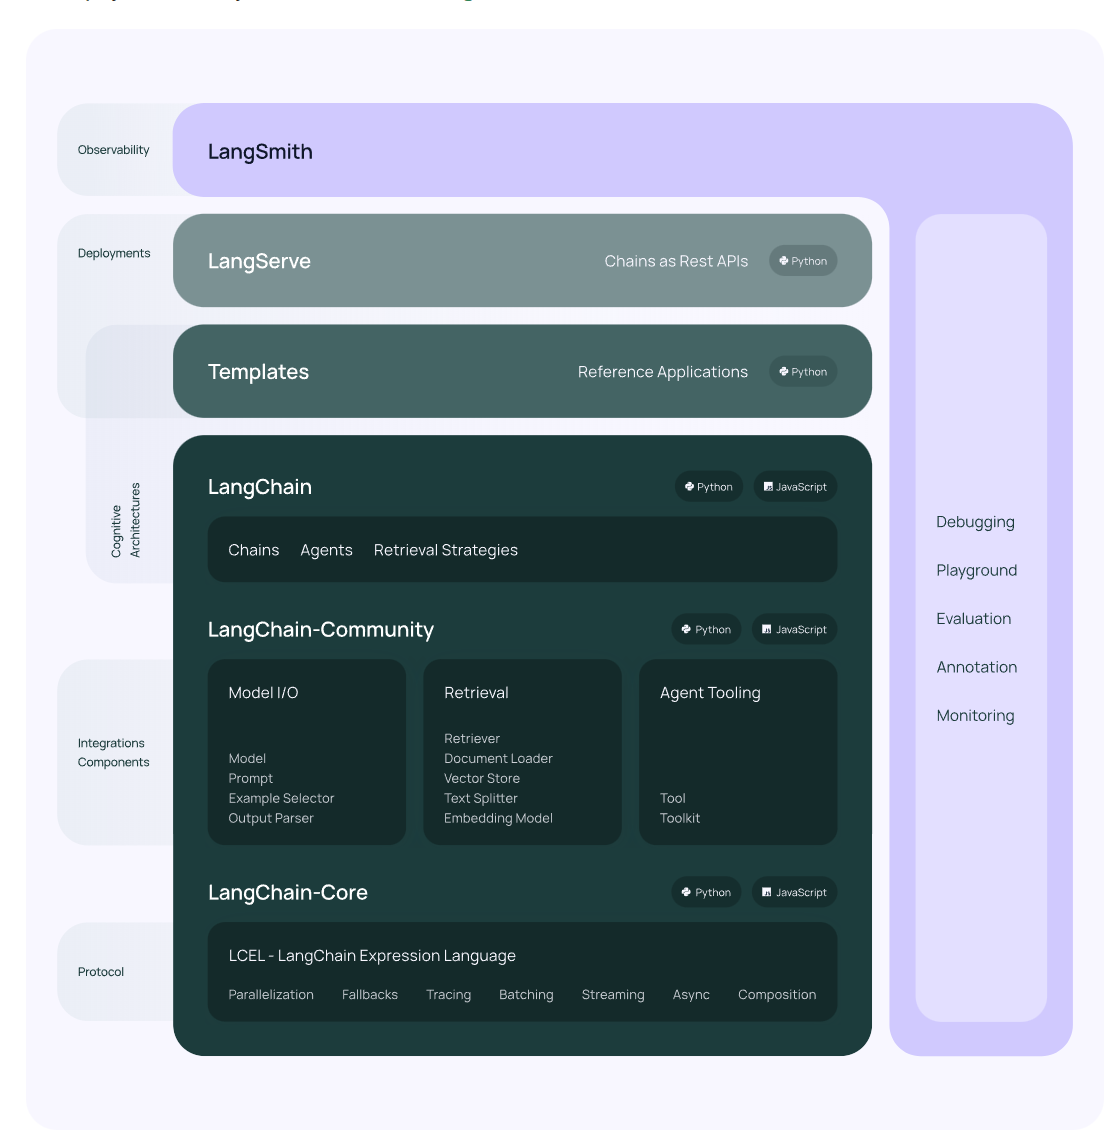 Observability
LangSmith
Deployments
LangServe
Chains as Rest APIs
Python
Templates
Reference Applications
Python
Cognitive
Architectures
LangChain
Python
JavaScript
Chains
Agents
Retrieval Strategies
LangChain-Community
Python
JavaScript
Integrations
Components
Model I/O
Model
Prompt
Example Selector
Output Parser
Retrieval
Retriever
Document Loader
Vector Store
Text Splitter
Embedding Model
Agent Tooling
Tool
Toolkit
LangChain-Core
Python
JavaScript
Protocol
LCEL - LangChain Expression Language
Parallelization
Fallbacks
Tracing
Batching
Streaming
Async
Composition
Debugging
Playground
Evaluation
Annotation
Monitoring